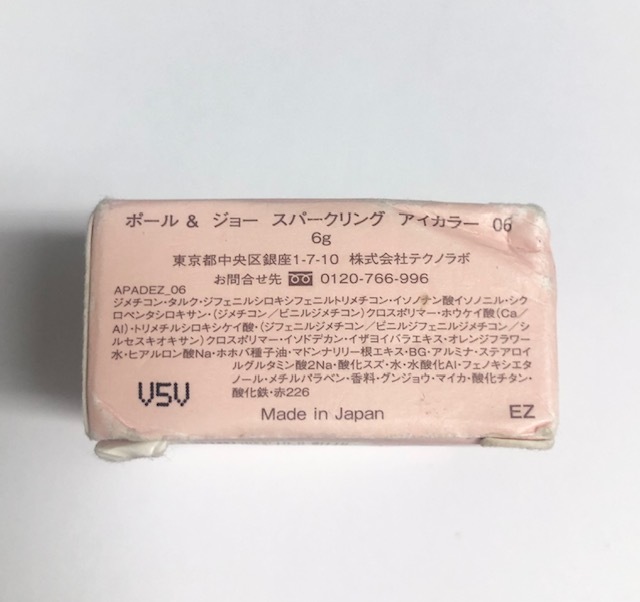 ポール & ジョー スパークリング アイカラー 06
6g
東京都中央区銀座1-7-10 株式会社テクノラボ
お問合せ先 0120-766-996
APADEZ_06
ジメチコン・タルク・ジフェニルシロキシフェニルトリメチコン・イソノナン酸イソノニル・シク
ロペンタシロキサン・(ジメチコン/ビニルジメチコン)クロスポリマー・ホウケイ酸(Ca/
Al)・トリメチルシロキシケイ酸・(ジフェニルジメチコン/ビニルジフェニルジメチコン/シ
ルセスキオキサン)クロスポリマー・イソドデカン・イザヨイバラエキス・オレンジフラワー
水・ヒアルロン酸Na・ホホバ種子油・マドンナリリー根エキス・BG・アルミナ・ステアロイ
ルグルタミン酸2Na・酸化スズ・水・水酸化Al・フェノキシエタ
ノール・メチルパラベン・香料・グンジョウ・マイカ・酸化チタン・
酸化鉄・赤226
V5V
Made in Japan EZ